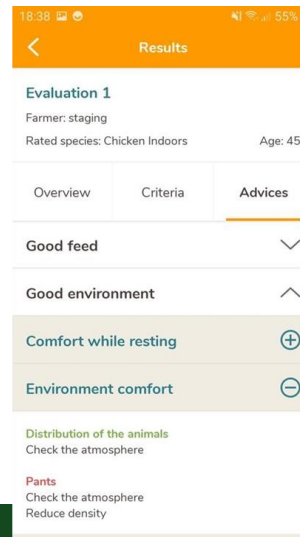 18:38 55%
Results
Evaluation 1
Farmer: staging
Rated species: Chicken Indoors Age: 45
Overview Criteria Advices
Good feed
Good environment
Comfort while resting
Environment comfort
Distribution of the animals
Check the atmosphere
Pants
Check the atmosphere
Reduce density